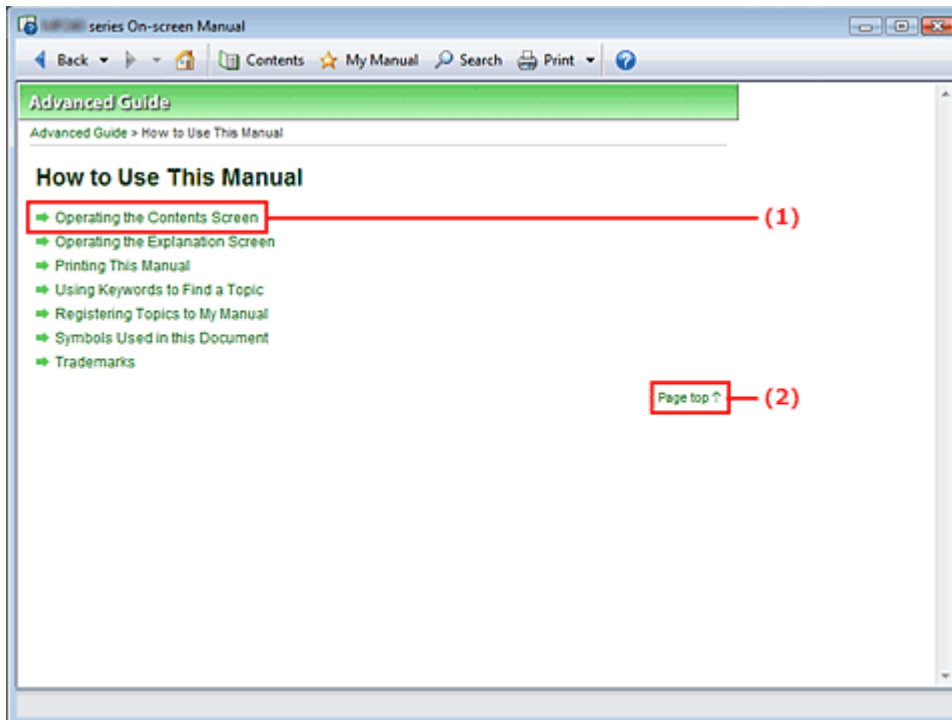 series On-screen Manual
Back Contents My Manual Search Print
Advanced Guide
Advanced Guide > How to Use This Manual
How to Use This Manual
Operating the Contents Screen (1)
Operating the Explanation Screen
Printing This Manual
Using Keywords to Find a Topic
Registering Topics to My Manual
Symbols Used in this Document
Trademarks
Page top ↑ (2)